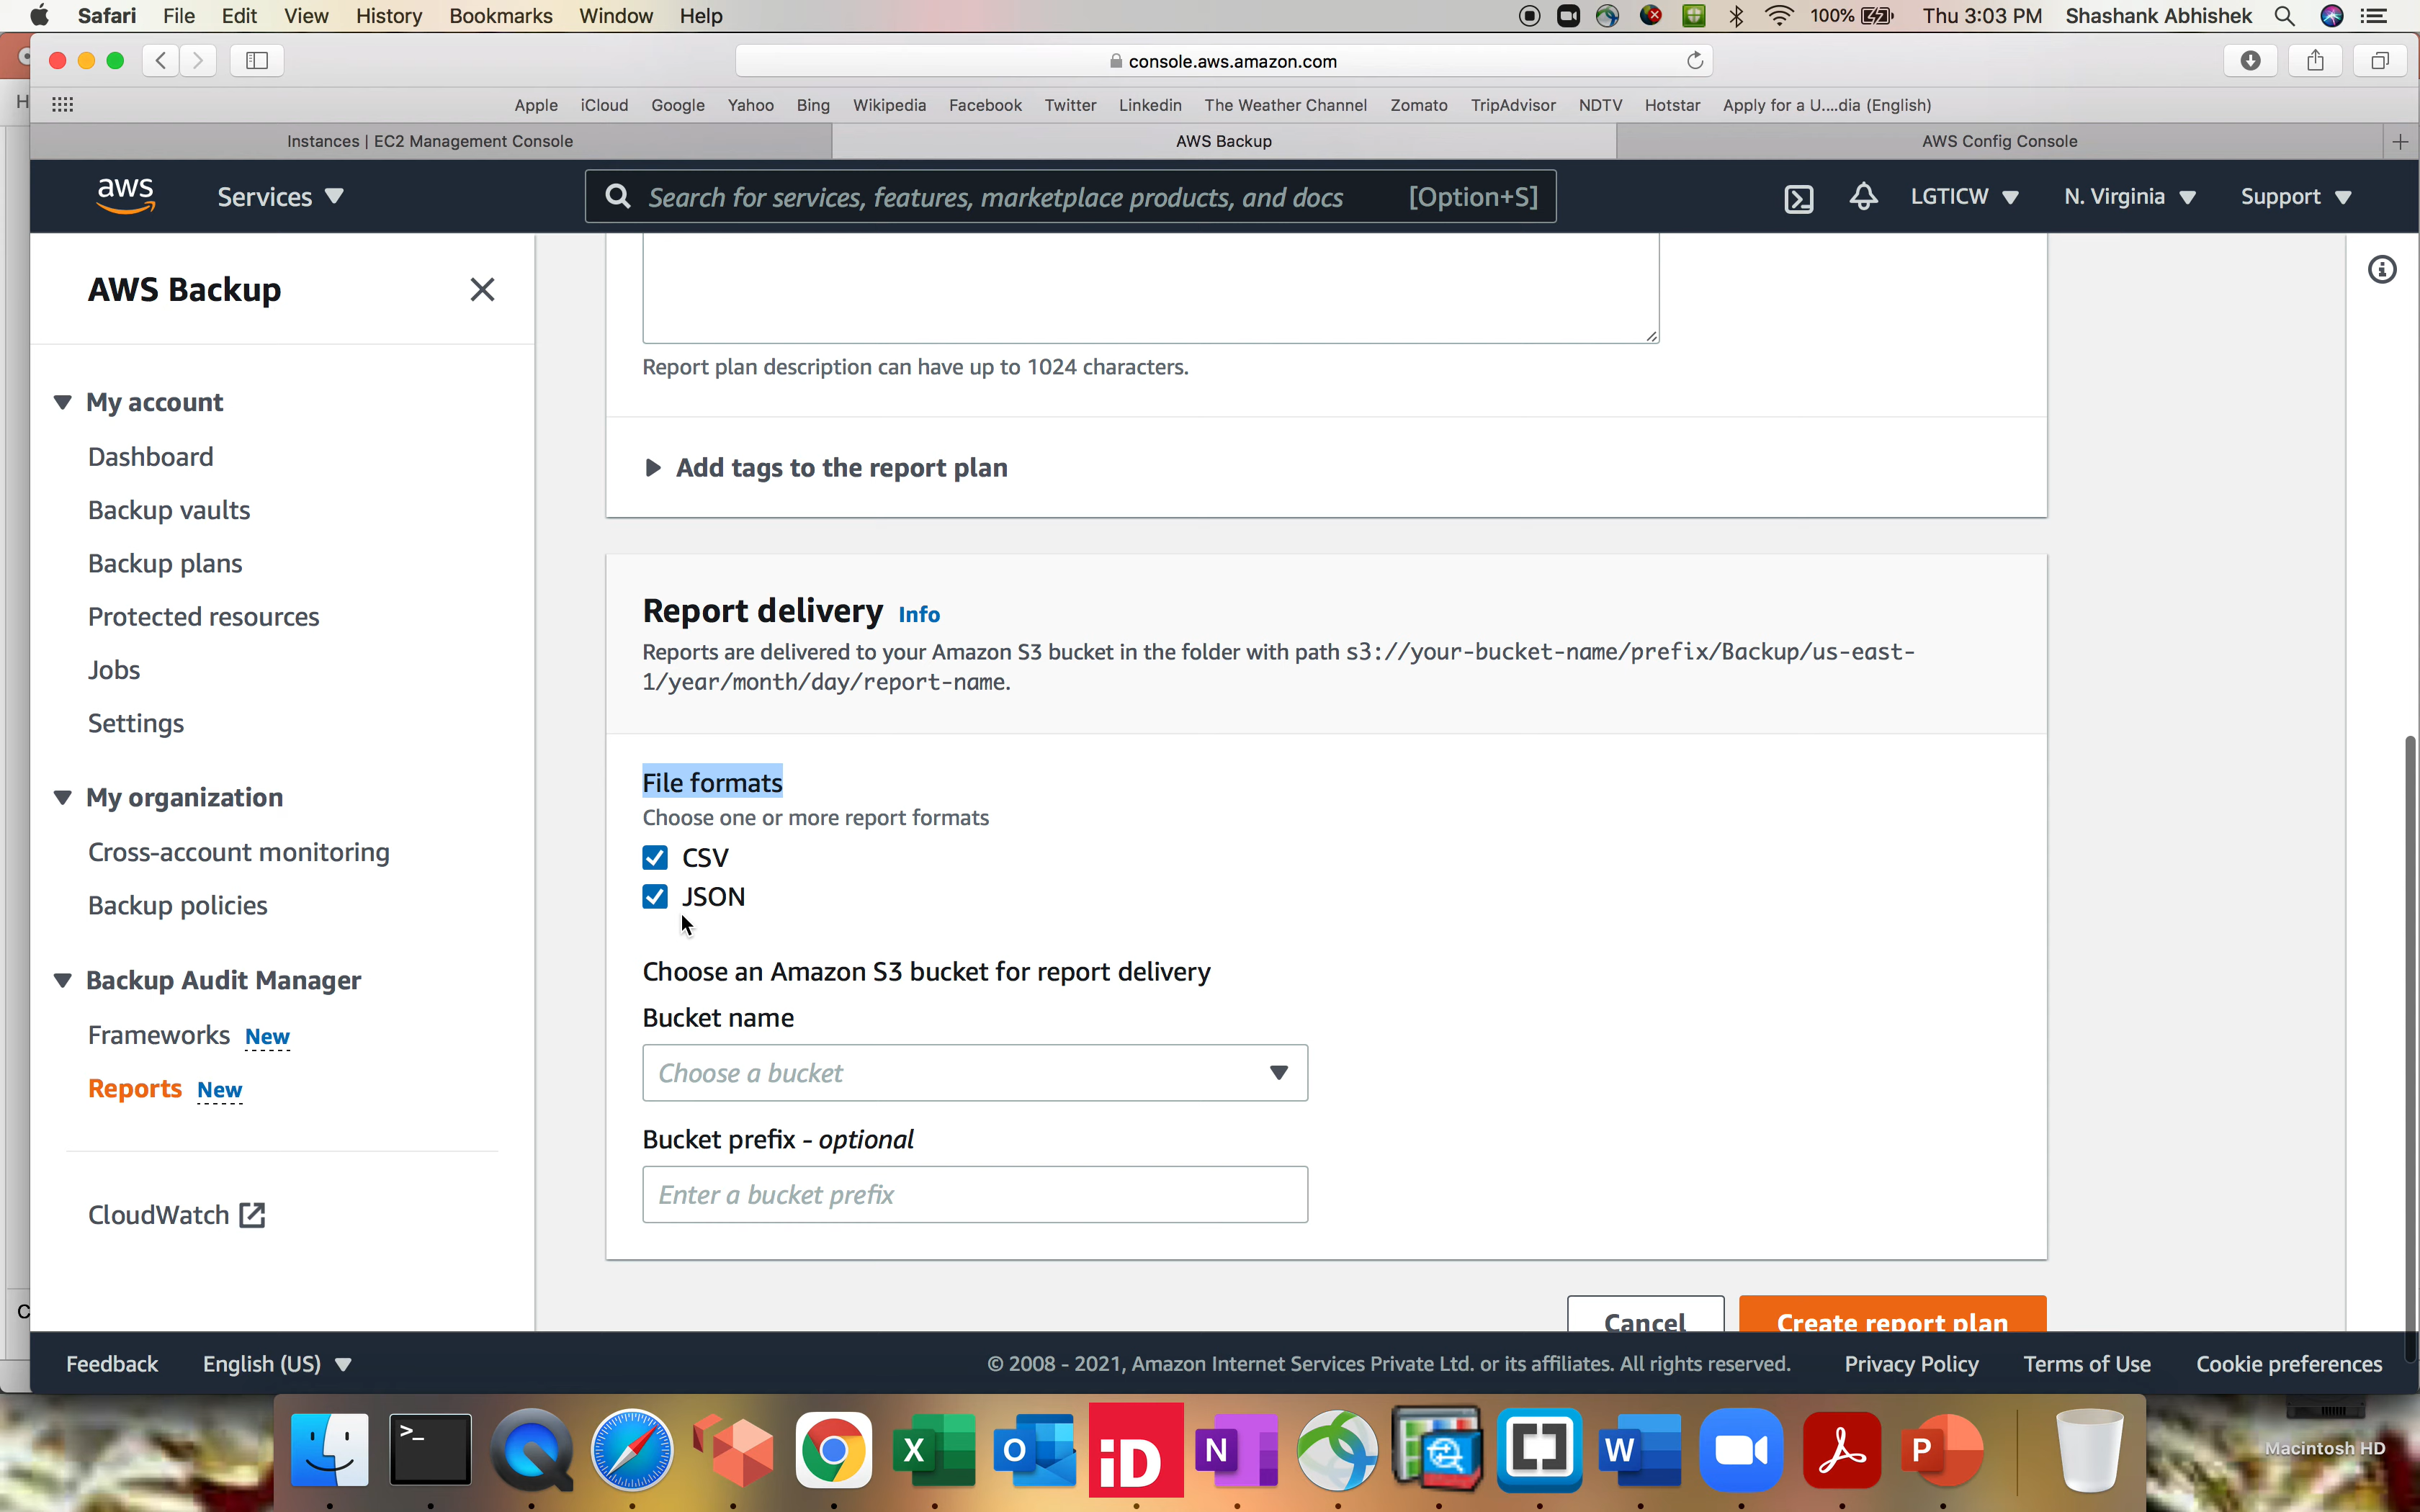 Safari File Edit View History Bookmarks Window Help 100% Thu 3:03 PM Shashank Abhishek
console.aws.amazon.com
Apple iCloud Google Yahoo Bing Wikipedia Facebook Twitter Linkedin The Weather Channel Zomato TripAdvisor NDTV Hotstar Apply for a U....dia (English)
Instances | EC2 Management Console AWS Backup AWS Config Console
aws Services Search for services, features, marketplace products, and docs [Option+S] LGTICW N. Virginia Support
AWS Backup
My account
Dashboard
Backup vaults
Backup plans
Protected resources
Jobs
Settings
My organization
Cross-account monitoring
Backup policies
Backup Audit Manager
Frameworks New
Reports New
CloudWatch
Report plan description can have up to 1024 characters.
Add tags to the report plan
Report delivery Info
Reports are delivered to your Amazon S3 bucket in the folder with path s3://your-bucket-name/prefix/Backup/us-east-
1/year/month/day/report-name.
File formats
Choose one or more report formats
CSV
JSON
Choose an Amazon S3 bucket for report delivery
Bucket name
Choose a bucket
Bucket prefix - optional
Enter a bucket prefix
Cancel Create report plan
Feedback English (US) © 2008 - 2021, Amazon Internet Services Private Ltd. or its affiliates. All rights reserved. Privacy Policy Terms of Use Cookie preferences
Macintosh HD